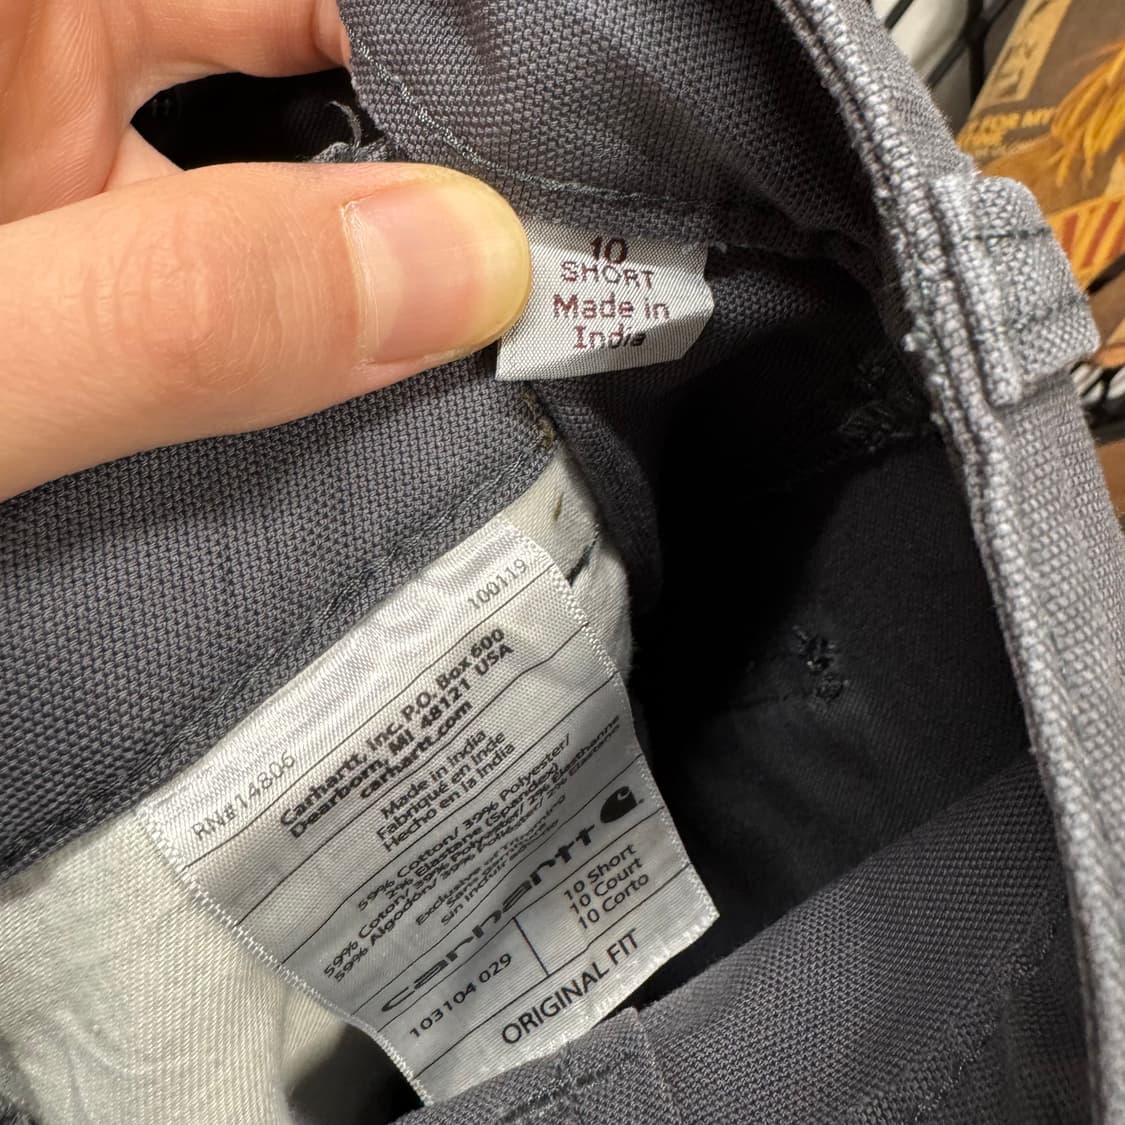 FOR MY
10
SHORT
Made in
India
100119
RN#14806
Carhartt, Inc. P.O. Box 600
Dearborn, MI 48121 USA
carhartt.com
Made in India
Fabriqué en Inde
Hecho en la India
59% Cotton/ 39% Polyester/
59% Coton/ 39%
59% Algodón/ 39%
carhartt
103104 029
10 Short
10 Court
10 Corto
ORIGINAL FIT